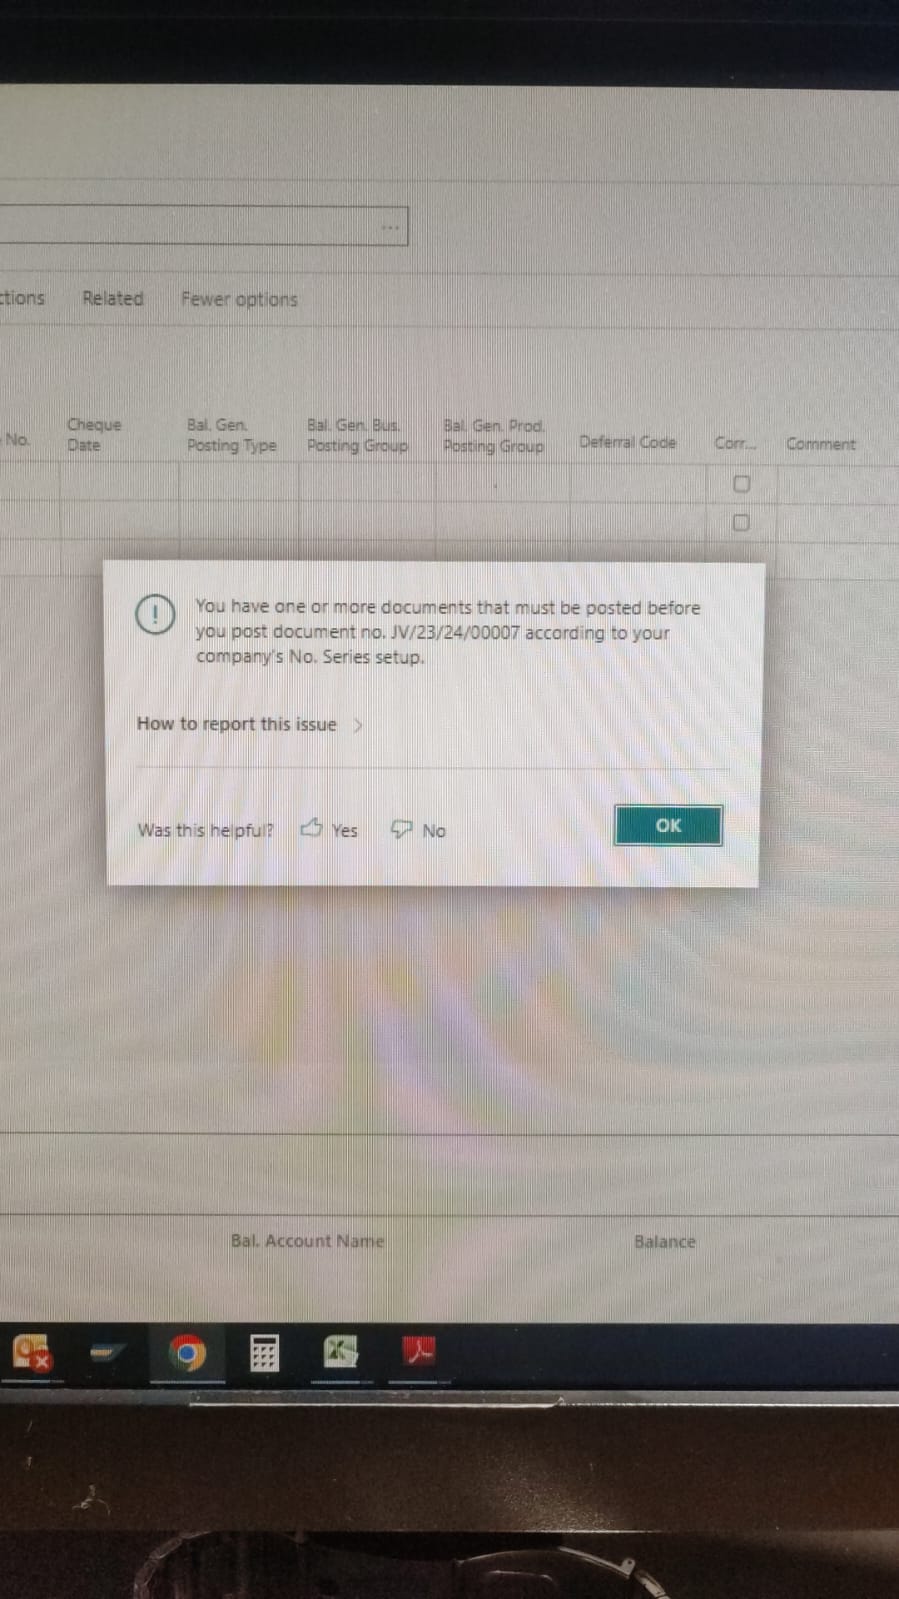 Related
Fewer options
No.
Cheque
Date
Bal. Gen.
Posting Type
Bal. Gen. Bus.
Posting Group
Bal. Gen. Prod.
Posting Group
Deferral Code
Corr...
Comment
You have one or more documents that must be posted before
you post document no. JV/23/24/00007 according to your
company's No. Series setup.
How to report this issue
Was this helpful?
Yes
No
OK
Bal. Account Name
Balance